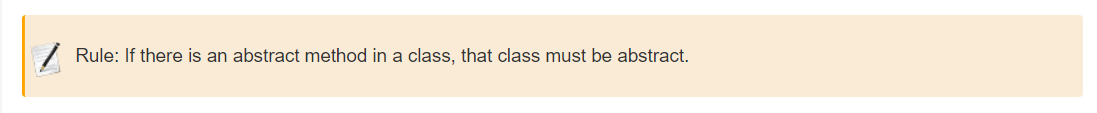 Rule: If there is an abstract method in a class, that class must be abstract.